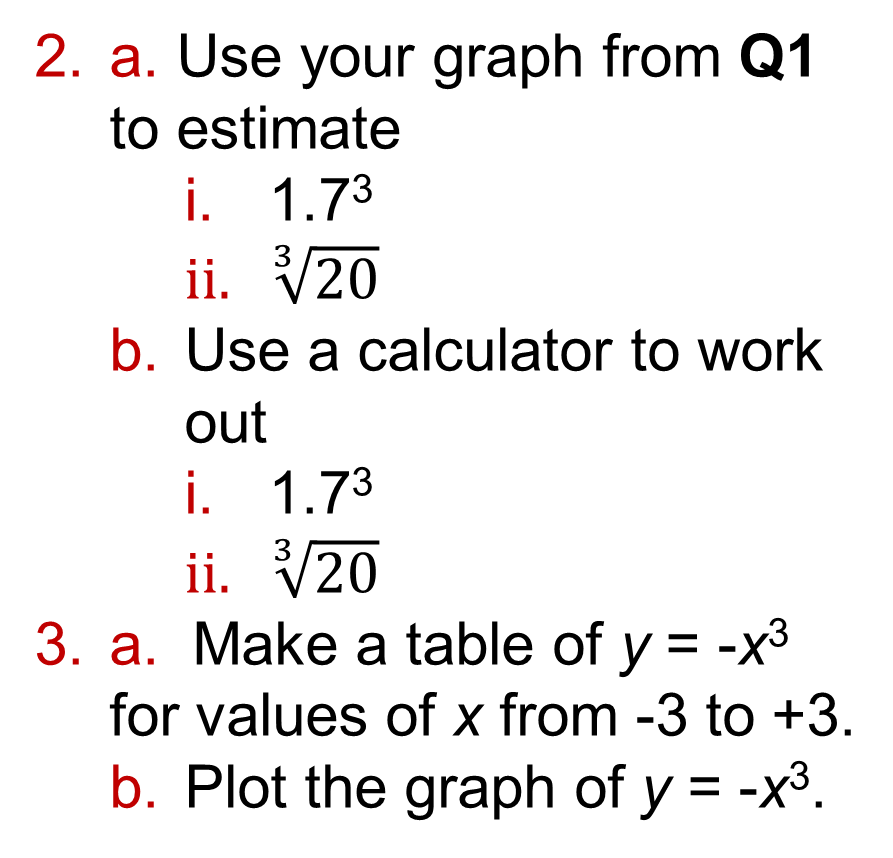 2. a. Use your graph from Q1
to estimate
i. 1.7³
ii. ∛20
b. Use a calculator to work
out
i. 1.7³
ii. ∛20
3. a. Make a table of y = -x³
for values of x from -3 to +3.
b. Plot the graph of y = -x³.